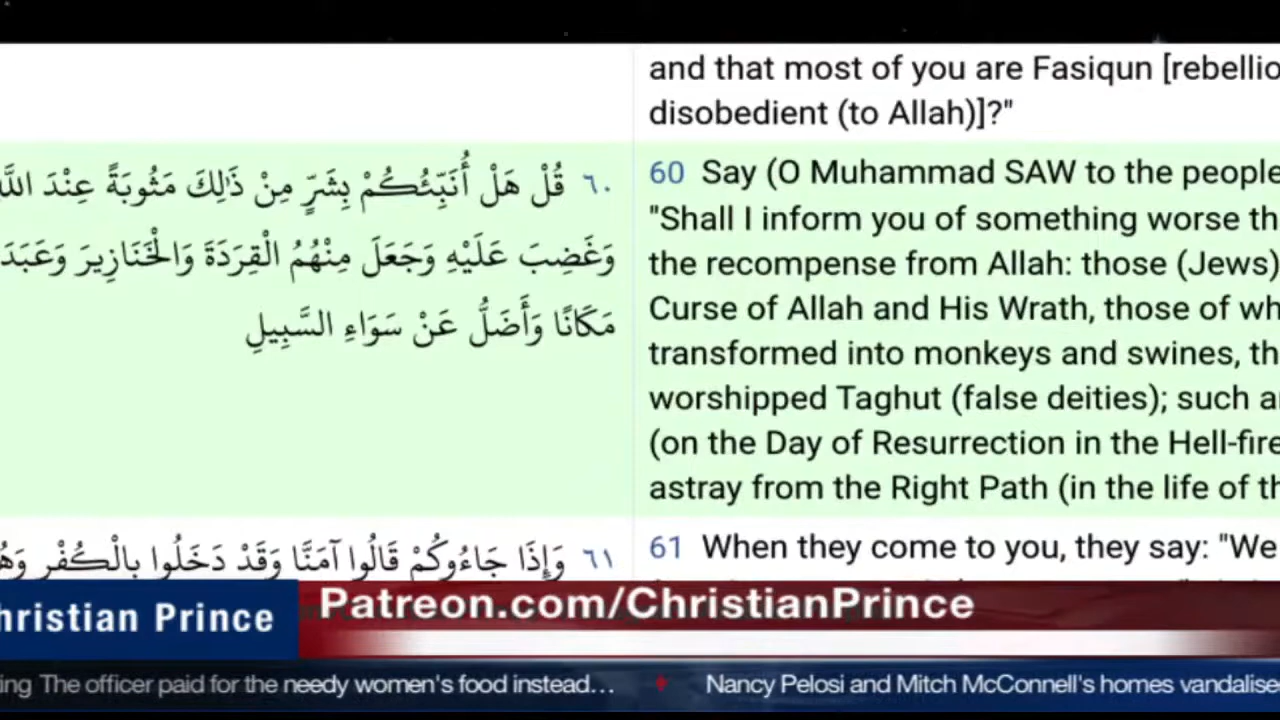 and that most of you are Fasiqun [rebellio
disobedient (to Allah)]?"
٦٠ قُلْ هَلْ أُنَبِّئُكُمْ بِشَرٍّ مِنْ ذَٰلِكَ مَثُوبَةً عِنْدَ اللَّ
وَغَضِبَ عَلَيْهِ وَجَعَلَ مِنْهُمُ الْقِرَدَةَ وَالْخَنَازِيرَ وَعَبَدَ
مَكَانًا وَأَضَلُّ عَنْ سَوَاءِ السَّبِيلِ
60 Say (O Muhammad SAW to the people
"Shall I inform you of something worse th
the recompense from Allah: those (Jews)
Curse of Allah and His Wrath, those of wh
transformed into monkeys and swines, th
worshipped Taghut (false deities); such a
(on the Day of Resurrection in the Hell-fire
astray from the Right Path (in the life of th
٦١ وَإِذَا جَاءُوكُمْ قَالُوا آمَنَّا وَقَدْ دَخَلُوا بِالْكُفْرِ وَهُ
61 When they come to you, they say: "We
hristian Prince
Patreon.com/ChristianPrince
ing The officer paid for the needy women's food instead... Nancy Pelosi and Mitch McConnell's homes vandalise